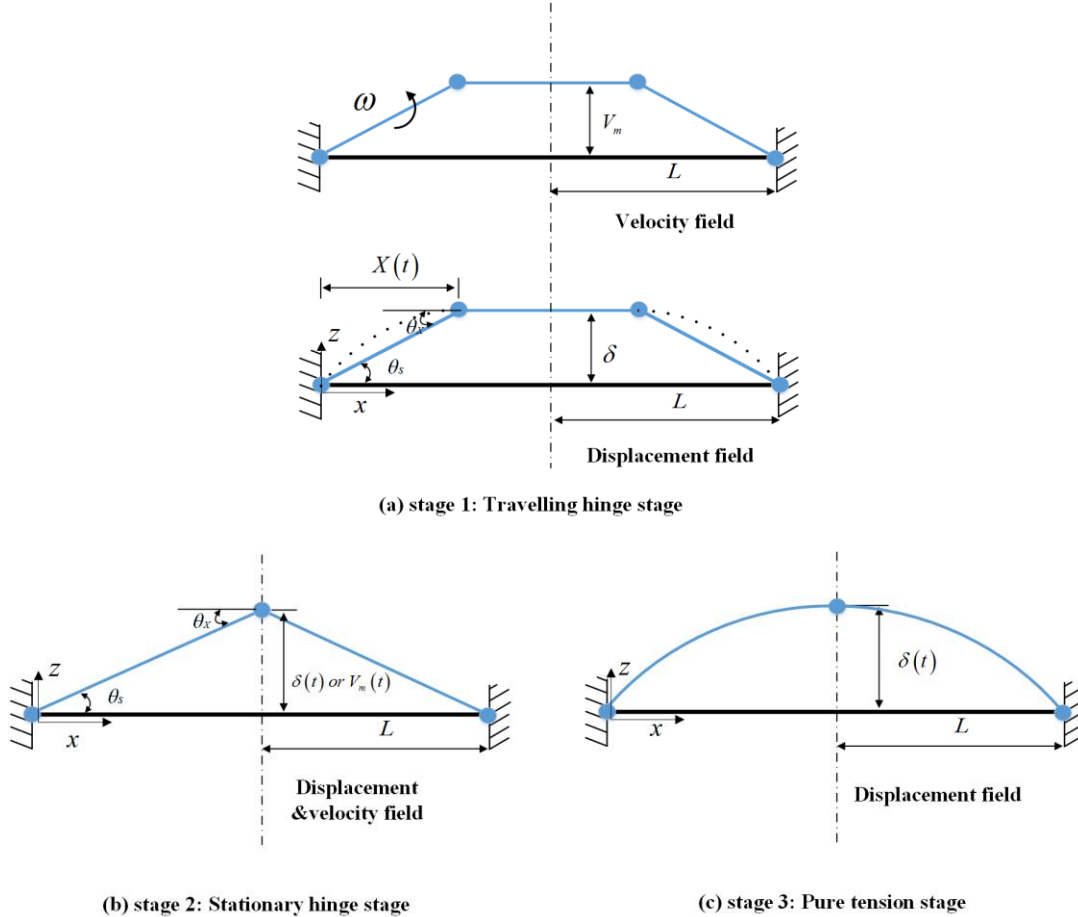 ω
V_m
L
Velocity field
X(t)
z
θ_x
θ_s
δ
x
L
Displacement field
(a) stage 1: Travelling hinge stage
θ_x
z
θ_s
δ(t) or V_m(t)
x
L
Displacement
&velocity field
(b) stage 2: Stationary hinge stage
z
δ(t)
x
L
Displacement field
(c) stage 3: Pure tension stage